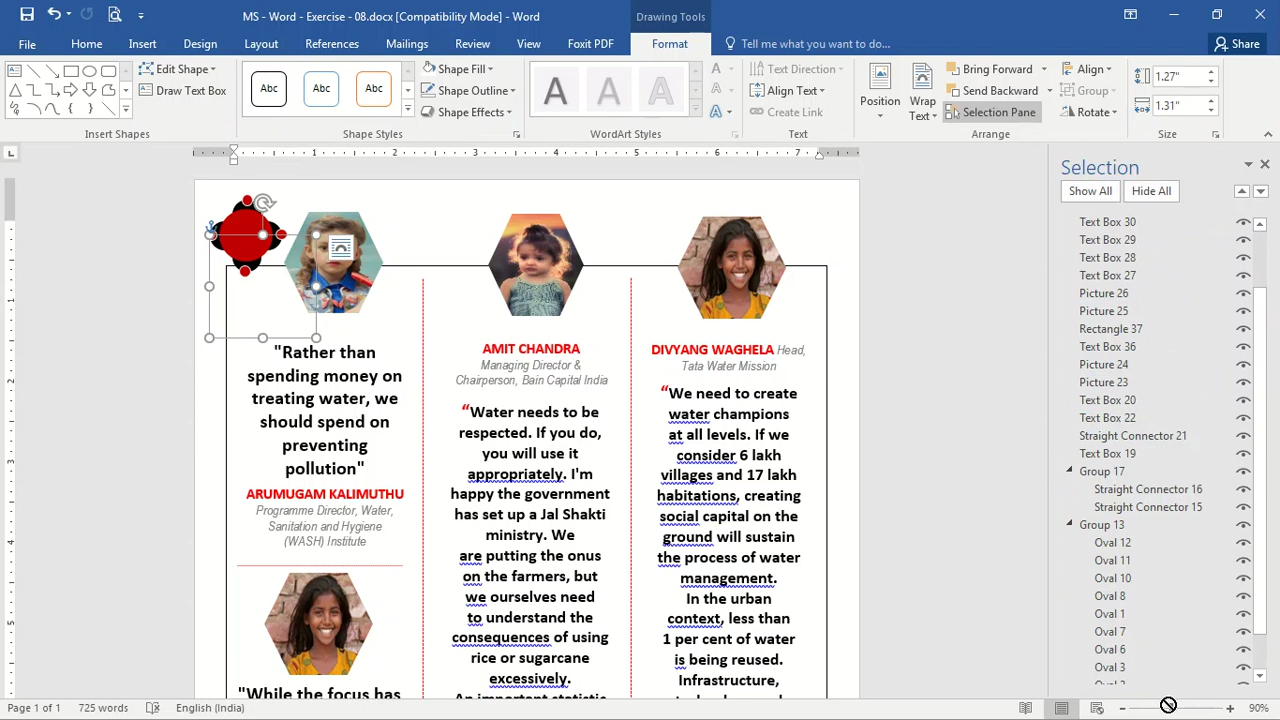 MS - Exercise - 08.docx [Compatibility Mode] - Word
Drawing Tools
File Home Insert Design Layout References Mailings Review View Foxit PDF Format Tell me what you want to do... Share
Edit Shape
Draw Text Box
Insert Shapes
Abc Abc Abc
Shape Fill
Shape Outline
Shape Effects
Shape Styles
A A A
WordArt Styles
Text Direction
Align Text
Create Link
Text
Position
Wrap Text
Bring Forward
Send Backward
Selection Pane
Align
Group
Rotate
Arrange
1.27"
1.31"
Size
1 2 3 4 5 6 7
"Rather than
spending money on
treating water, we
should spend on
preventing
pollution"
ARUMUGAM KALIMUTHU
Programme Director, Water,
Sanitation and Hygiene
(WASH) Institute
"While the focus has
AMIT CHANDRA
Managing Director &
Chairperson, Bain Capital India
“Water needs to be
respected. If you do,
you will use it
appropriately. I'm
happy the government
has set up a Jal Shakti
ministry. We
are putting the onus
on the farmers, but
we ourselves need
to understand the
consequences of using
rice or sugarcane
excessively.
An important statistic
DIVYANG WAGHELA Head,
Tata Water Mission
“We need to create
water champions
at all levels. If we
consider 6 lakh
villages and 17 lakh
habitations, creating
social capital on the
ground will sustain
the process of water
management.
In the urban
context, less than
1 per cent of water
is being reused.
Infrastructure,
Selection
Show All Hide All
Text Box 30
Text Box 29
Text Box 28
Text Box 27
Picture 26
Picture 25
Rectangle 37
Text Box 36
Picture 24
Picture 23
Text Box 20
Text Box 22
Straight Connector 21
Text Box 19
Group 17
Straight Connector 16
Straight Connector 15
Group 13
Oval 12
Oval 11
Oval 10
Oval 8
Oval 1
Oval 7
Oval 6
Oval 3
Page 1 of 725 words English (India) 90%